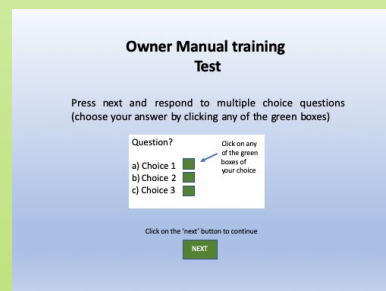 Owner Manual training
Test
Press next and respond to multiple choice questions
(choose your answer by clicking any of the green boxes)
Question?
a) Choice 1
b) Choice 2
c) Choice 3
Click on any
of the green
boxes of
your choice
Click on the 'next' button to continue
NEXT